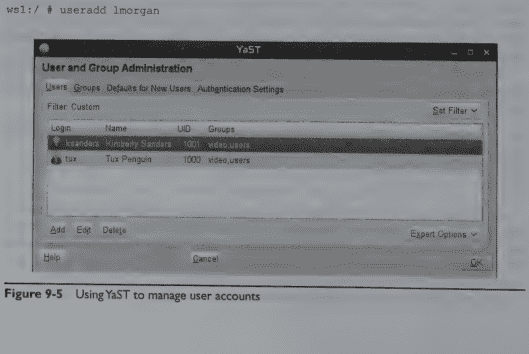 ws1:/ # useradd lmorgan
YaST
User and Group Administration
Users Groups Defaults for New Users Authentication Settings
Filter: Custom
Set Filter
Login Name UID Groups
ksanders Kimberly Sanders 1001 video,users
tux Tux Penguin 1000 video,users
Add Edit Delete
Expert Options
Help Cancel OK
Figure 9-5 Using YaST to manage user accounts